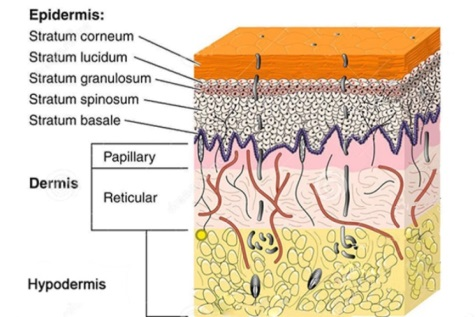 Epidermis:
Stratum corneum
Stratum lucidum
Stratum granulosum
Stratum spinosum
Stratum basale
Papillary
Dermis
Reticular
Hypodermis